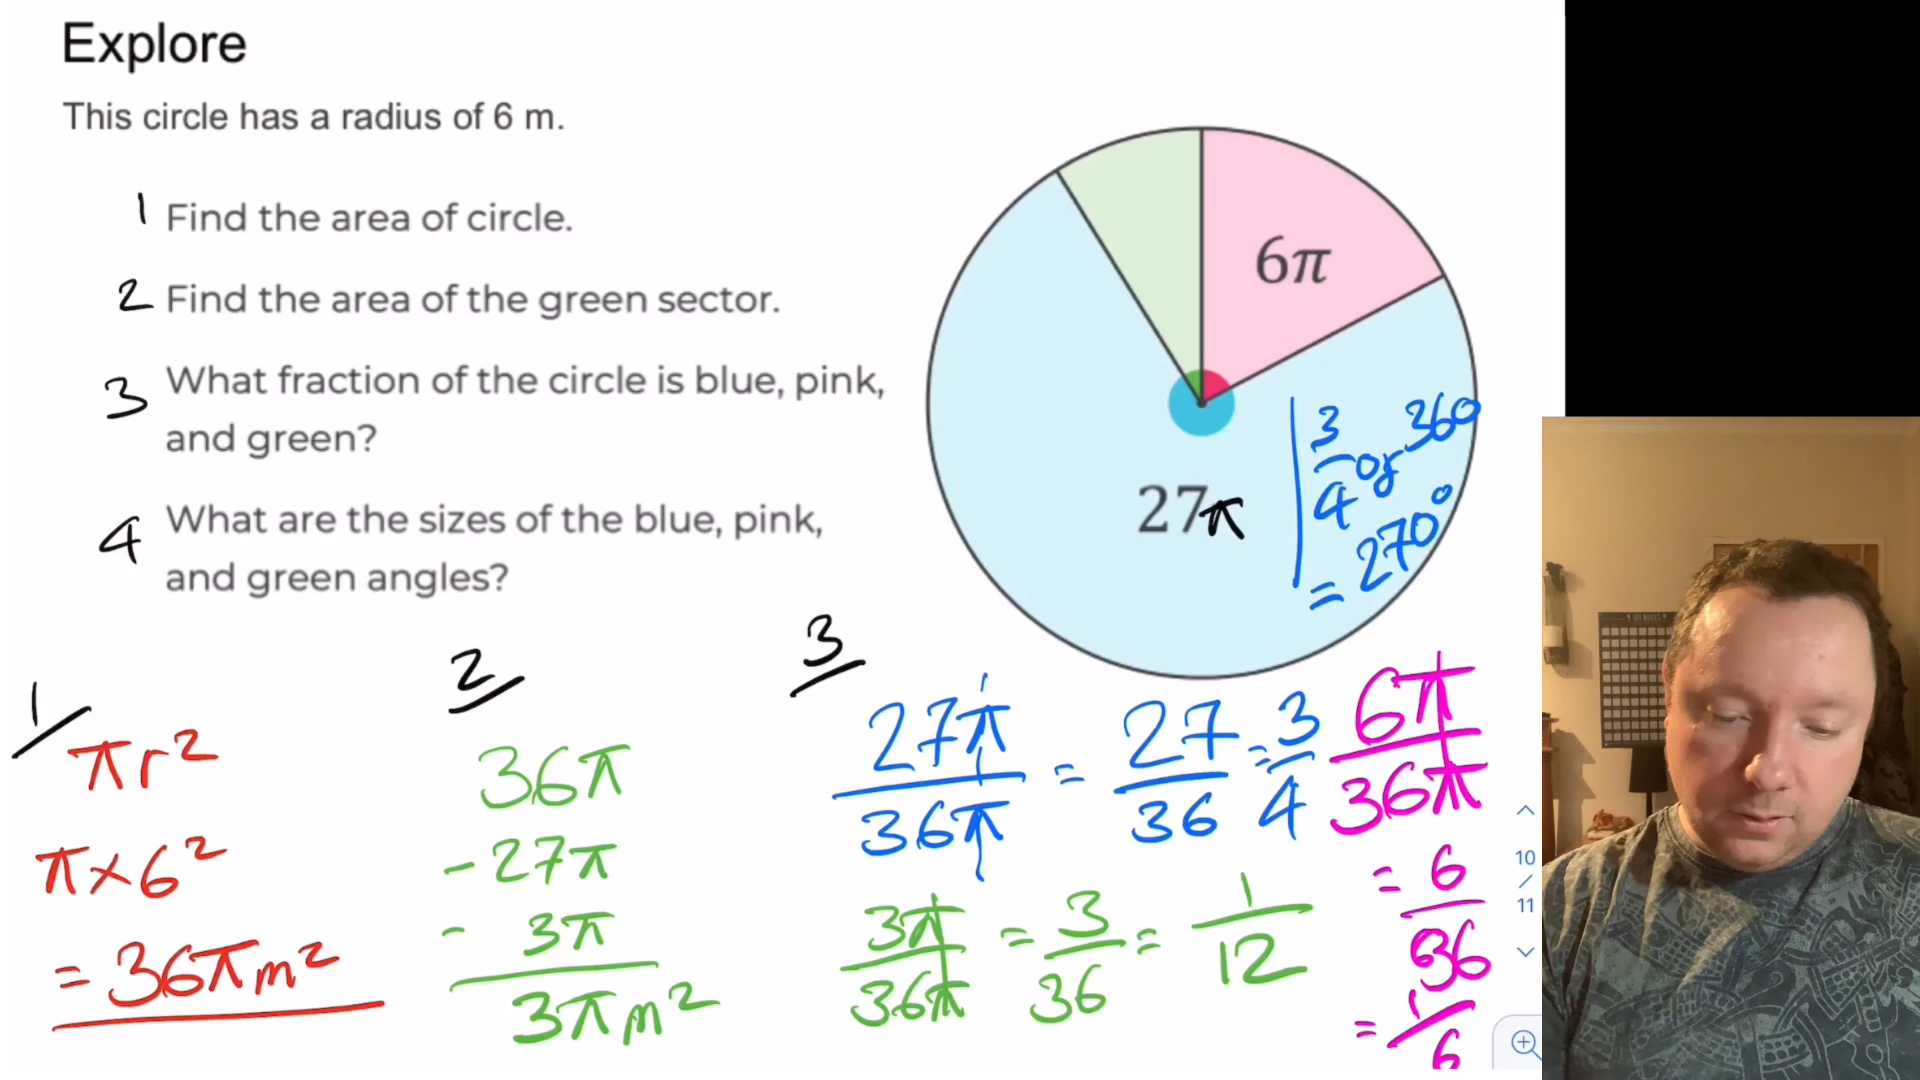 Explore
This circle has a radius of 6 m.
1 Find the area of circle.
2 Find the area of the green sector.
3 What fraction of the circle is blue, pink,
and green?
4 What are the sizes of the blue, pink,
and green angles?
6π
27π
3/4 of 360
= 270°
1
πr²
π×6²
= 36πm²
2
36π
-27π
- 3π
3πm²
3
27π/36π = 27/36 = 3/4
3π/36π = 3/36 = 1/12
6π/36π
= 6/36
= 1/6
10
/
11